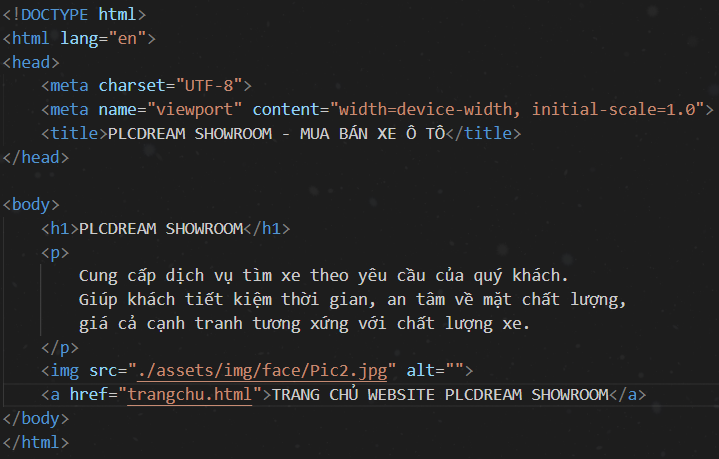 <!DOCTYPE html>
<html lang="en">
<head>
    <meta charset="UTF-8">
    <meta name="viewport" content="width=device-width, initial-scale=1.0">
    <title>PLCDREAM SHOWROOM - MUA BÁN XE Ô TÔ</title>
</head>

<body>
    <h1>PLCDREAM SHOWROOM</h1>
    <p>
        Cung cấp dịch vụ tìm xe theo yêu cầu của quý khách.
        Giúp khách tiết kiệm thời gian, an tâm về mặt chất lượng,
        giá cả cạnh tranh tương xứng với chất lượng xe.
    </p>
    <img src="./assets/img/face/Pic2.jpg" alt="">
    <a href="trangchu.html">TRANG CHỦ WEBSITE PLCDREAM SHOWROOM</a>
</body>
</html>